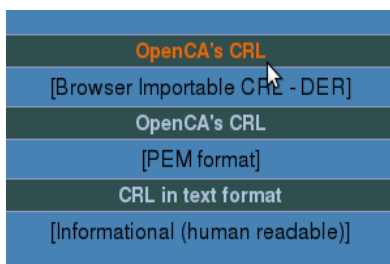 OpenCA's CRL
[Browser Importable CRL - DER]
OpenCA's CRL
[PEM format]
CRL in text format
[Informational (human readable)]